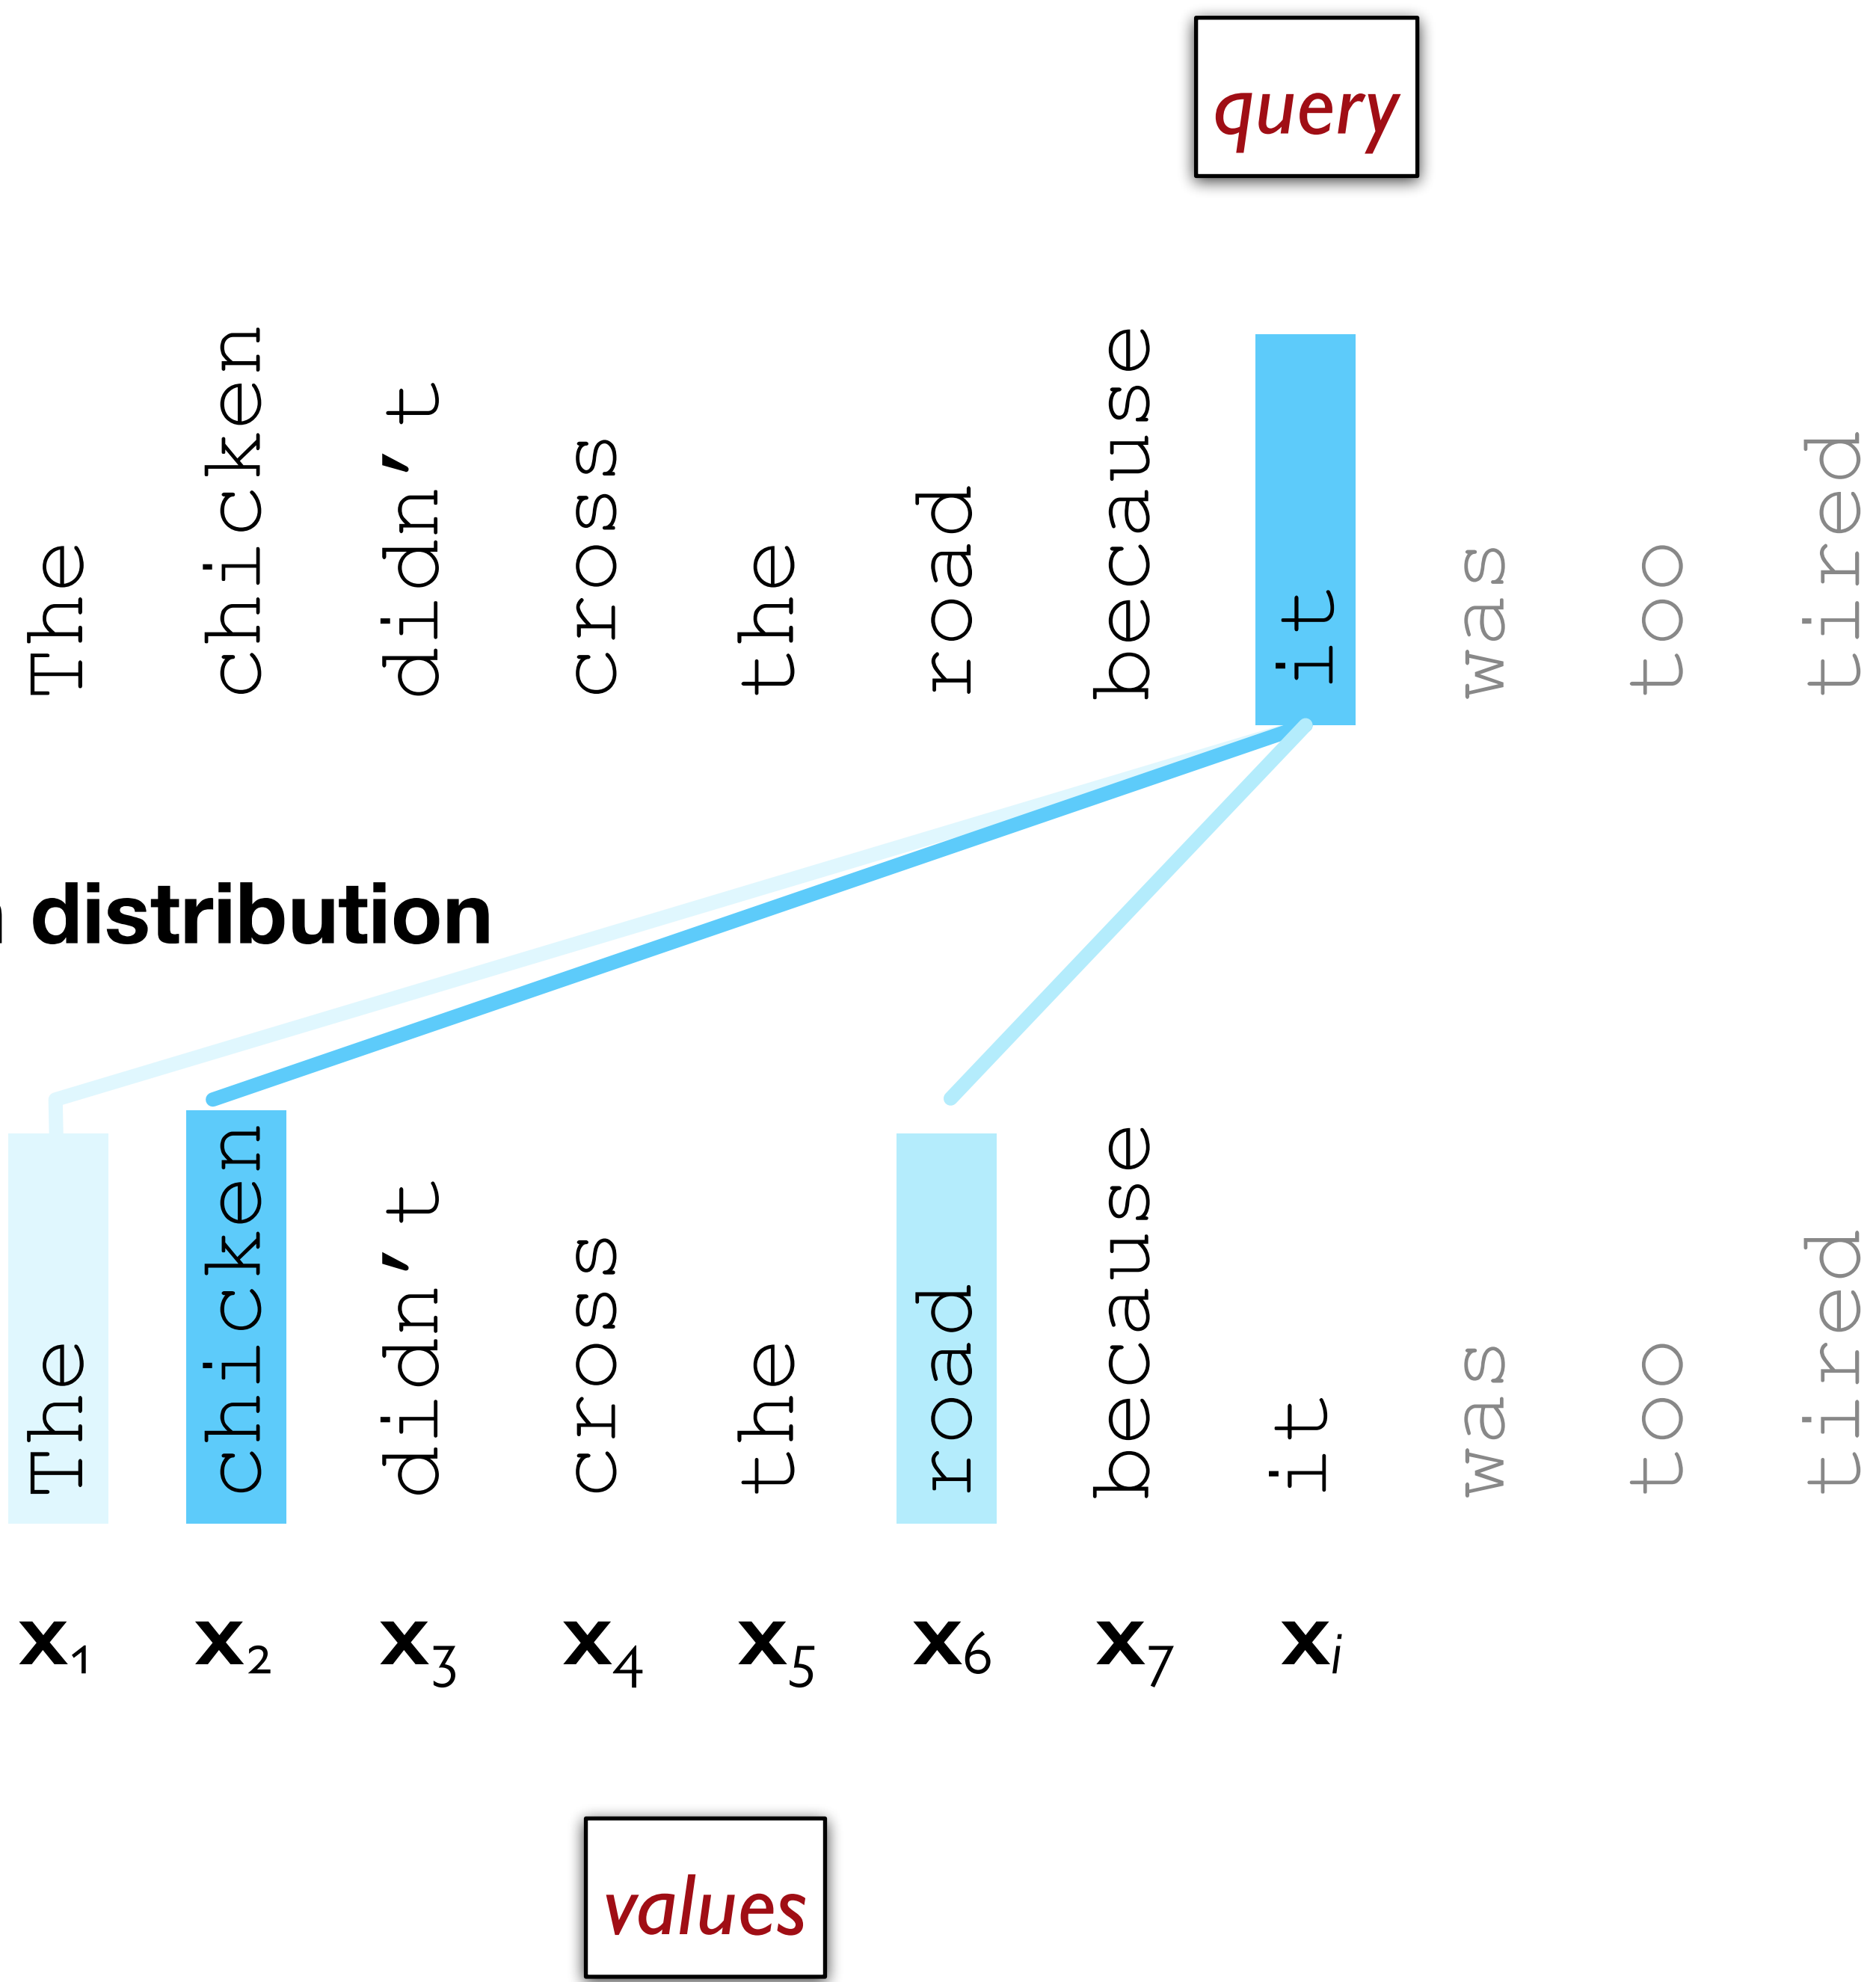 query
The chicken didn’t cross the road because it was too tired
n distribution
The chicken didn’t cross the road because it was too tired
x1 x2 x3 x4 x5 x6 x7 xi
values